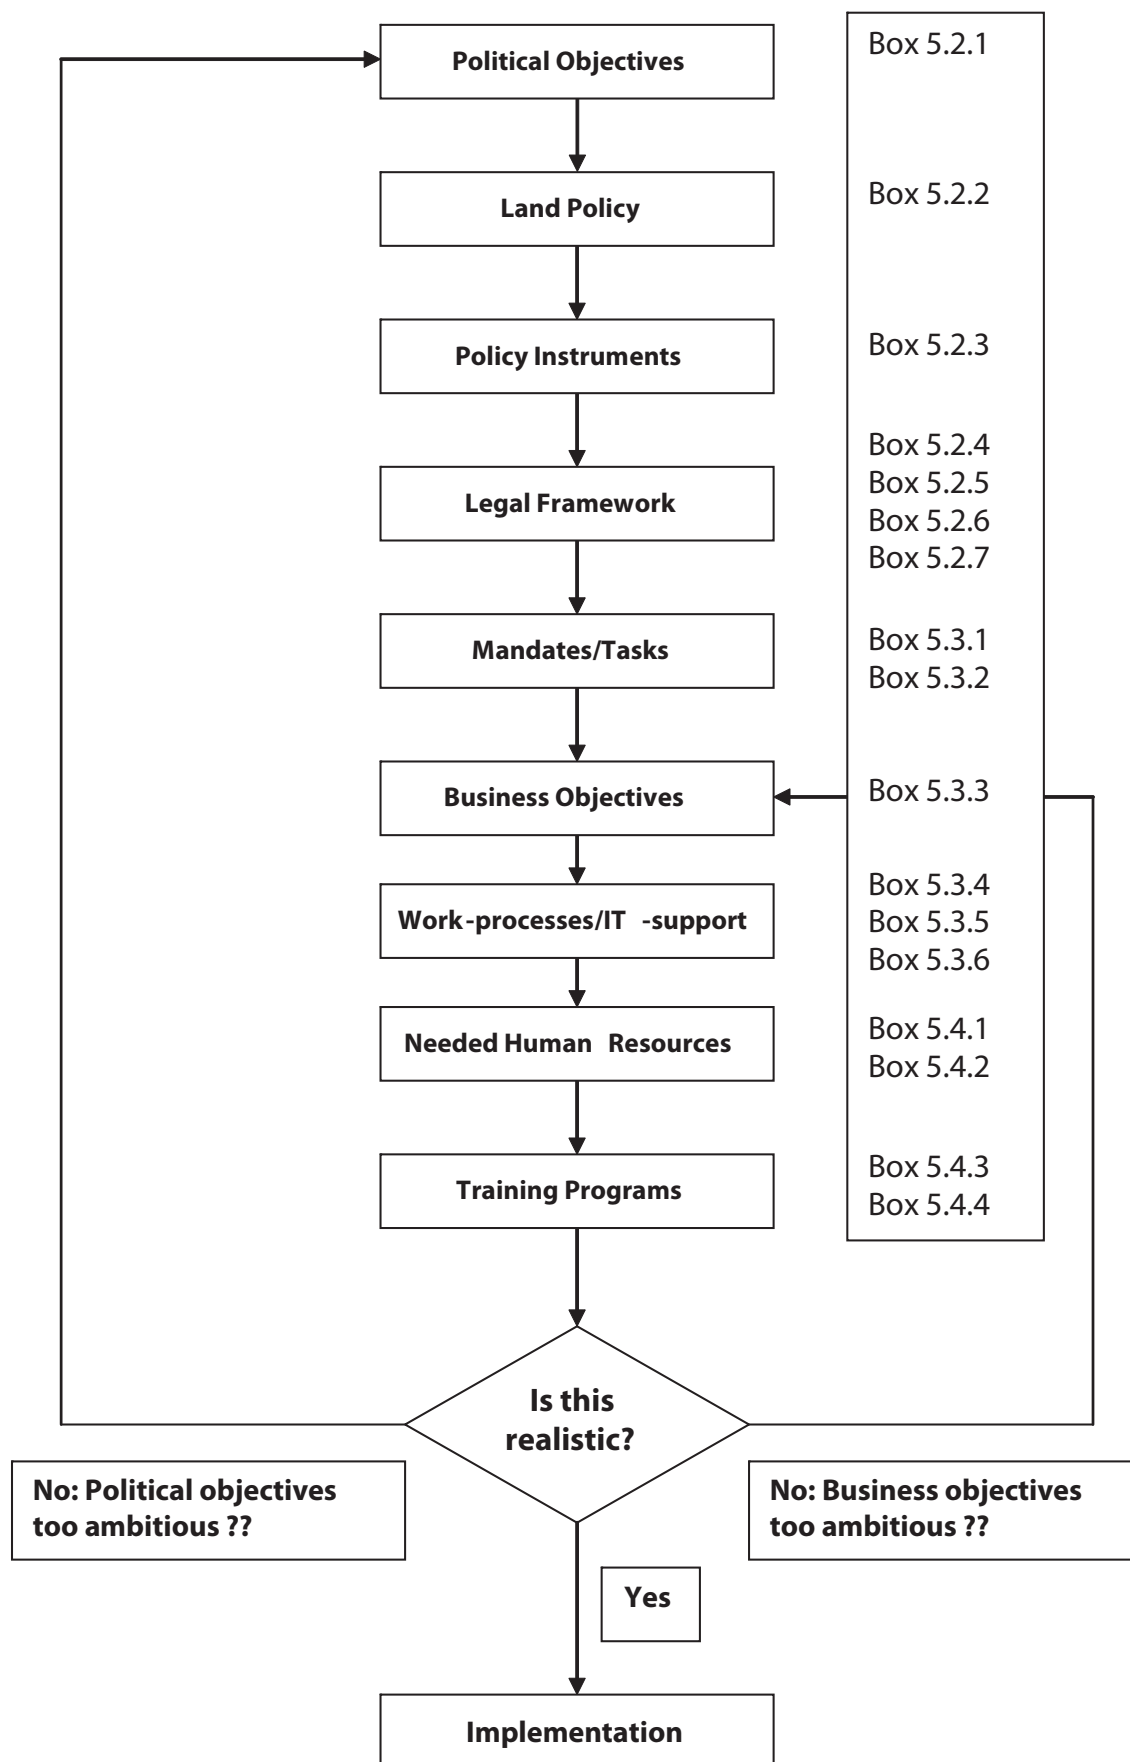 Political Objectives
Box 5.2.1
Land Policy
Box 5.2.2
Policy Instruments
Box 5.2.3
Legal Framework
Box 5.2.4
Box 5.2.5
Box 5.2.6
Box 5.2.7
Mandates/Tasks
Box 5.3.1
Box 5.3.2
Business Objectives
Box 5.3.3
Work-processes/IT -support
Box 5.3.4
Box 5.3.5
Box 5.3.6
Needed Human Resources
Box 5.4.1
Box 5.4.2
Training Programs
Box 5.4.3
Box 5.4.4
Is this
realistic?
No: Political objectives
too ambitious ??
No: Business objectives
too ambitious ??
Yes
Implementation